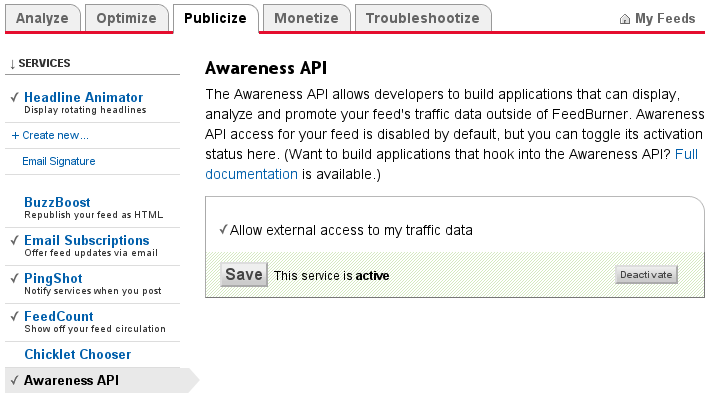 Analyze Optimize Publicize Monetize Troubleshootize My Feeds
↓ SERVICES
✓ Headline Animator
Display rotating headlines
+ Create new...
Email Signature
BuzzBoost
Republish your feed as HTML
✓ Email Subscriptions
Offer feed updates via email
✓ PingShot
Notify services when you post
✓ FeedCount
Show off your feed circulation
Chicklet Chooser
✓ Awareness API
Awareness API
The Awareness API allows developers to build applications that can display,
analyze and promote your feed's traffic data outside of FeedBurner. Awareness
API access for your feed is disabled by default, but you can toggle its activation
status here. (Want to build applications that hook into the Awareness API? Full
documentation is available.)
✓ Allow external access to my traffic data
Save This service is active Deactivate